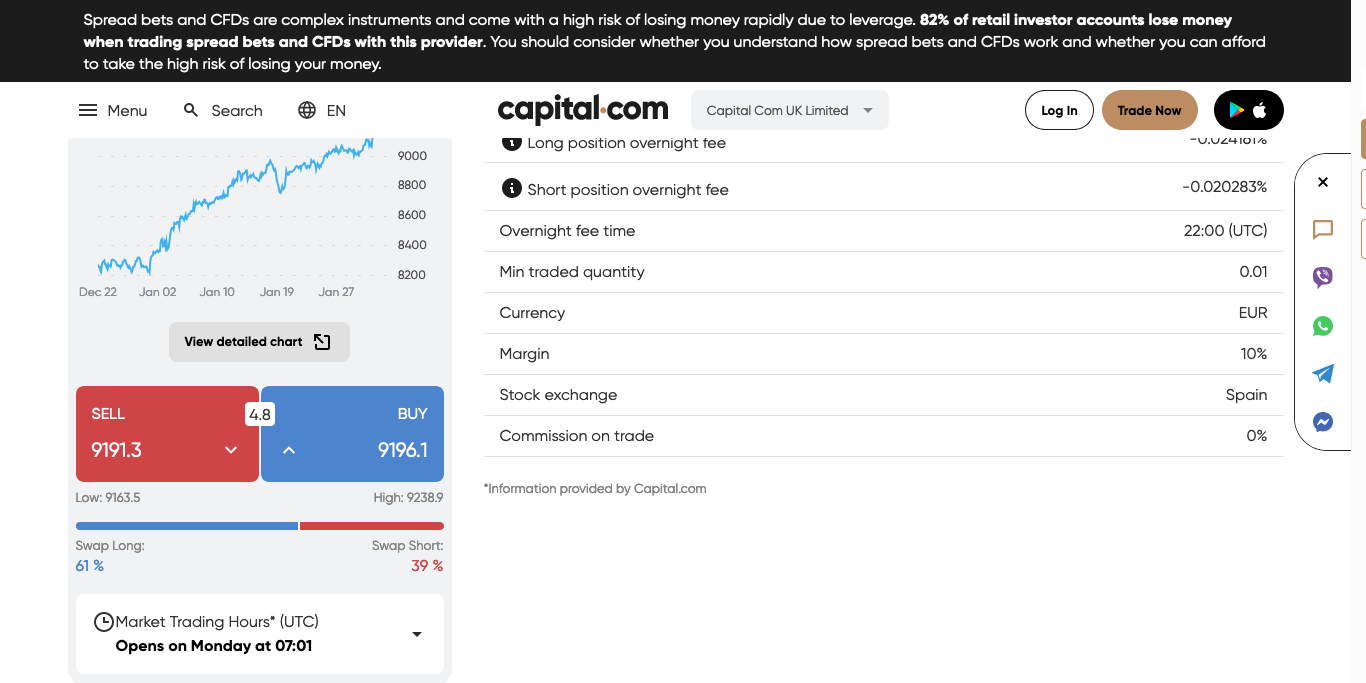 Spread bets and CFDs are complex instruments and come with a high risk of losing money rapidly due to leverage. 82% of retail investor accounts lose money
when trading spread bets and CFDs with this provider. You should consider whether you understand how spread bets and CFDs work and whether you can afford
to take the high risk of losing your money.
Menu Search EN capital.com Capital Com UK Limited Log In Trade Now
9000
8800
8600
8400
8200
Dec 22 Jan 02 Jan 10 Jan 19 Jan 27
View detailed chart
SELL 4.8 BUY
9191.3 9196.1
Low: 9163.5 High: 9238.9
Swap Long: Swap Short:
61 % 39 %
Market Trading Hours* (UTC)
Opens on Monday at 07:01
Long position overnight fee -0.024161%
Short position overnight fee -0.020283%
Overnight fee time 22:00 (UTC)
Min traded quantity 0.01
Currency EUR
Margin 10%
Stock exchange Spain
Commission on trade 0%
*Information provided by Capital.com